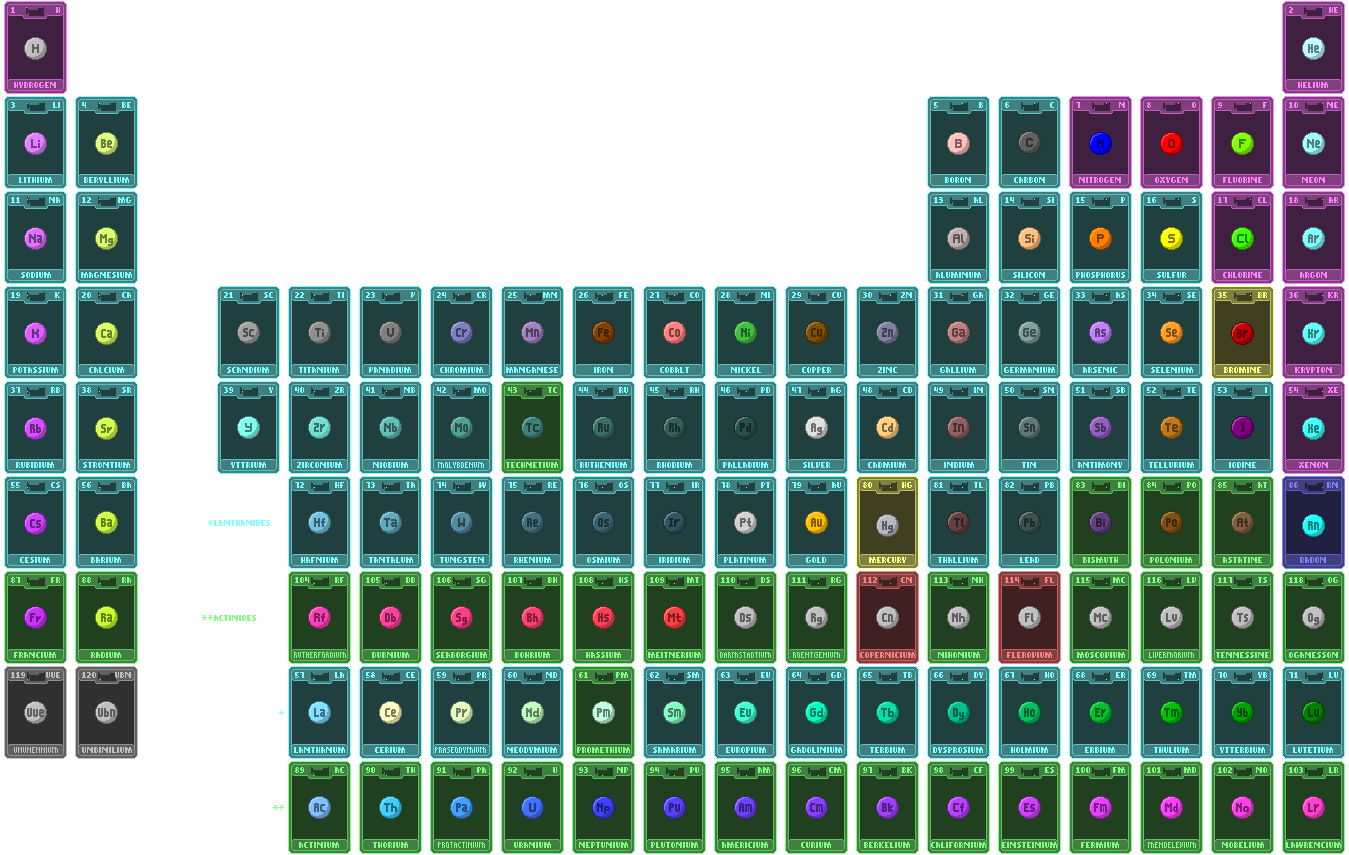 1 H 2 HE
H He
HYDROGEN HELIUM
3 LI 4 BE 5 B 6 C 7 N 8 O 9 F 10 NE
Li Be B C N O F Ne
LITHIUM BERYLLIUM BORON CARBON NITROGEN OXYGEN FLUORINE NEON
11 NA 12 MG 13 AL 14 SI 15 P 16 S 17 CL 18 AR
Na Mg Al Si P S Cl Ar
SODIUM MAGNESIUM ALUMINUM SILICON PHOSPHORUS SULFUR CHLORINE ARGON
19 K 20 CA 21 SC 22 TI 23 V 24 CR 25 MN 26 FE 27 CO 28 NI 29 CU 30 ZN 31 GA 32 GE 33 AS 34 SE 35 BR 36 KR
K Ca Sc Ti V Cr Mn Fe Co Ni Cu Zn Ga Ge As Se Br Kr
POTASSIUM CALCIUM SCANDIUM TITANIUM VANADIUM CHROMIUM MANGANESE IRON COBALT NICKEL COPPER ZINC GALLIUM GERMANIUM ARSENIC SELENIUM BROMINE KRYPTON
37 RB 38 SR 39 Y 40 ZR 41 NB 42 MO 43 TC 44 RU 45 RH 46 PD 47 AG 48 CD 49 IN 50 SN 51 SB 52 TE 53 I 54 XE
Rb Sr Y Zr Nb Mo Tc Ru Rh Pd Ag Cd In Sn Sb Te I Xe
RUBIDIUM STRONTIUM YTTRIUM ZIRCONIUM NIOBIUM MOLYBDENUM TECHNETIUM RUTHENIUM RHODIUM PALLADIUM SILVER CADMIUM INDIUM TIN ANTIMONY TELLURIUM IODINE XENON
55 CS 56 BA 72 HF 73 TA 74 W 75 RE 76 OS 77 IR 78 PT 79 AU 80 HG 81 TL 82 PB 83 BI 84 PO 85 AT 86 RN
Cs Ba *LANTHANIDES Hf Ta W Re Os Ir Pt Au Hg Tl Pb Bi Po At Rn
CESIUM BARIUM HAFNIUM TANTALUM TUNGSTEN RHENIUM OSMIUM IRIDIUM PLATINUM GOLD MERCURY THALLIUM LEAD BISMUTH POLONIUM ASTATINE RADON
87 FR 88 RA 104 RF 105 DB 106 SG 107 BH 108 HS 109 MT 110 DS 111 RG 112 CN 113 NH 114 FL 115 MC 116 LV 117 TS 118 OG
Fr Ra **ACTINIDES Rf Db Sg Bh Hs Mt Ds Rg Cn Nh Fl Mc Lv Ts Og
FRANCIUM RADIUM RUTHERFORDIUM DUBNIUM SEABORGIUM BOHRIUM HASSIUM MEITNERIUM DARMSTADTIUM ROENTGENIUM COPERNICIUM NIHONIUM FLEROVIUM MOSCOVIUM LIVERMORIUM TENNESSINE OGANESSON
119 UUE 120 UBN 57 LA 58 CE 59 PR 60 ND 61 PM 62 SM 63 EU 64 GD 65 TB 66 DY 67 HO 68 ER 69 TM 70 YB 71 LU
Uue Ubn * La Ce Pr Nd Pm Sm Eu Gd Tb Dy Ho Er Tm Yb Lu
UNUNENNIUM UNBINILIUM LANTHANUM CERIUM PRASEODYMIUM NEODYMIUM PROMETHIUM SAMARIUM EUROPIUM GADOLINIUM TERBIUM DYSPROSIUM HOLMIUM ERBIUM THULIUM YTTERBIUM LUTETIUM
89 AC 90 TH 91 PA 92 U 93 NP 94 PU 95 AM 96 CM 97 BK 98 CF 99 ES 100 FM 101 MD 102 NO 103 LR
** Ac Th Pa U Np Pu Am Cm Bk Cf Es Fm Md No Lr
ACTINIUM THORIUM PROTACTINIUM URANIUM NEPTUNIUM PLUTONIUM AMERICIUM CURIUM BERKELIUM CALIFORNIUM EINSTEINIUM FERMIUM MENDELEVIUM NOBELIUM LAWRENCIUM